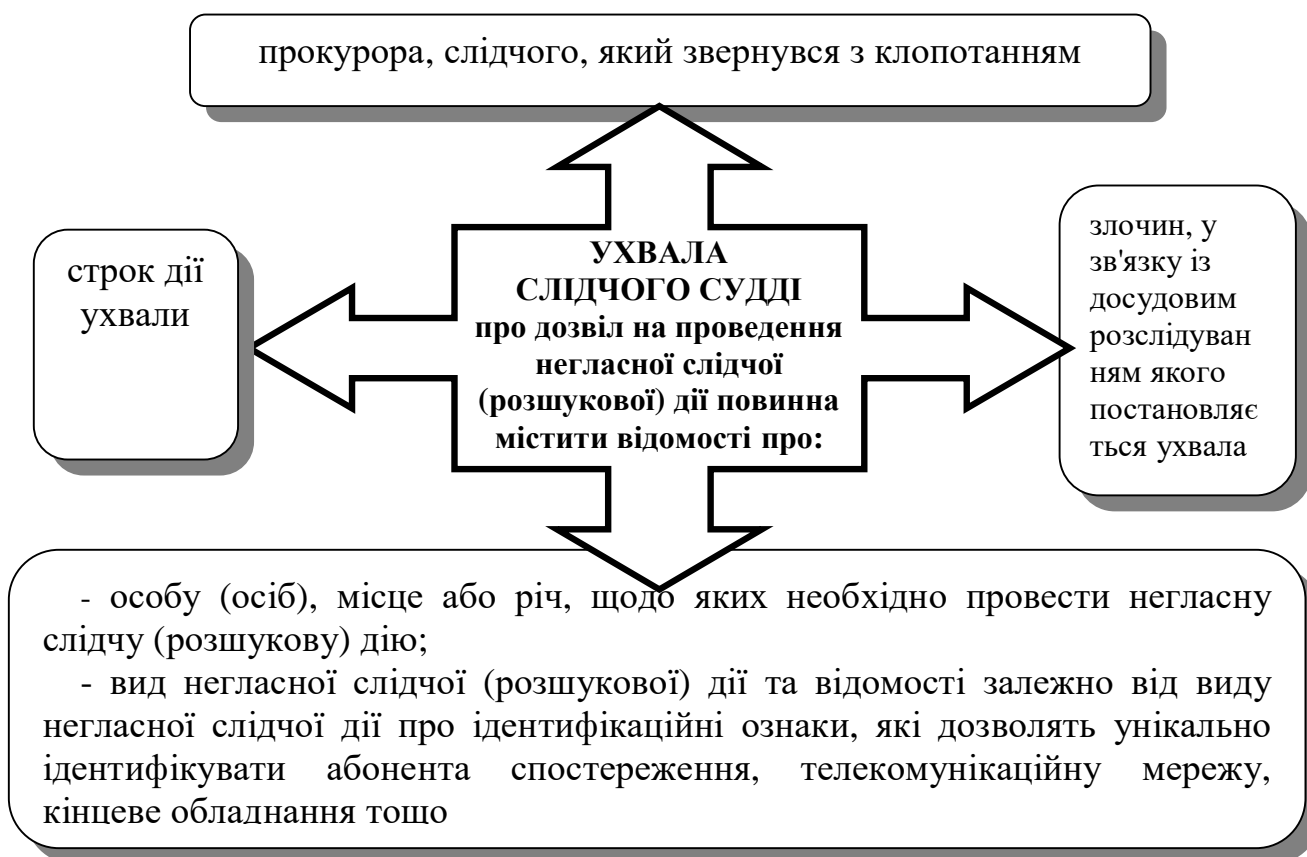 прокурора, слідчого, який звернувся з клопотанням
строк дії
ухвали
УХВАЛА
СЛІДЧОГО СУДДІ
про дозвіл на проведення
негласної слідчої
(розшукової) дії повинна
містити відомості про:
злочин, у
зв'язку із
досудовим
розслідуван
ням якого
постановляє
ться ухвала
- особу (осіб), місце або річ, щодо яких необхідно провести негласну
слідчу (розшукову) дію;
- вид негласної слідчої (розшукової) дії та відомості залежно від виду
негласної слідчої дії про ідентифікаційні ознаки, які дозволять унікально
ідентифікувати абонента спостереження, телекомунікаційну мережу,
кінцеве обладнання тощо